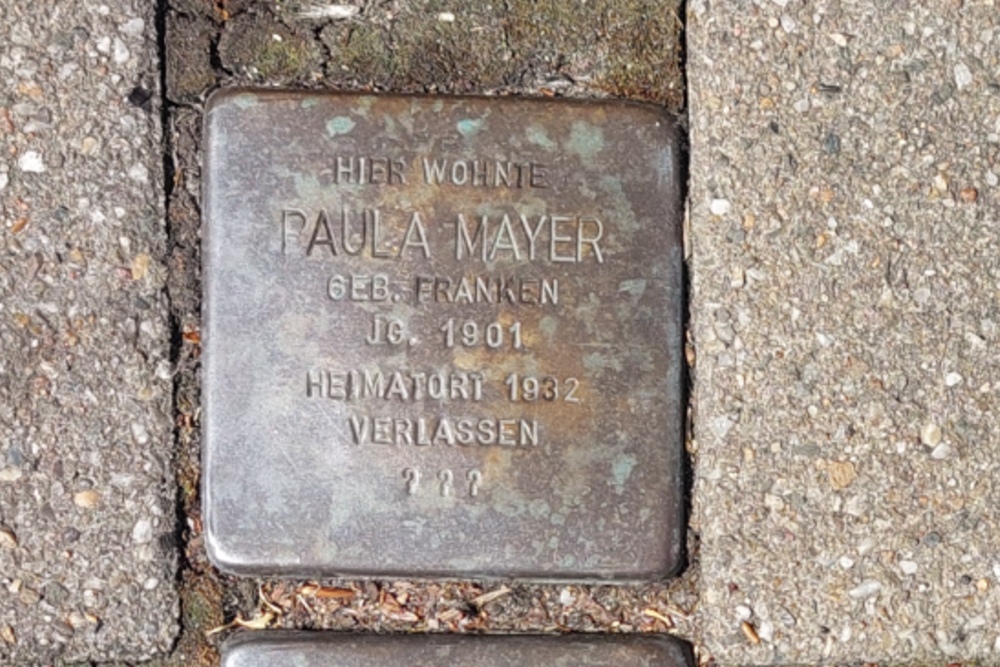 HIER WOHNTE
PAULA MAYER
GEB. FRANKEN
JG. 1901
HEIMATORT 1932
VERLASSEN
? ? ?